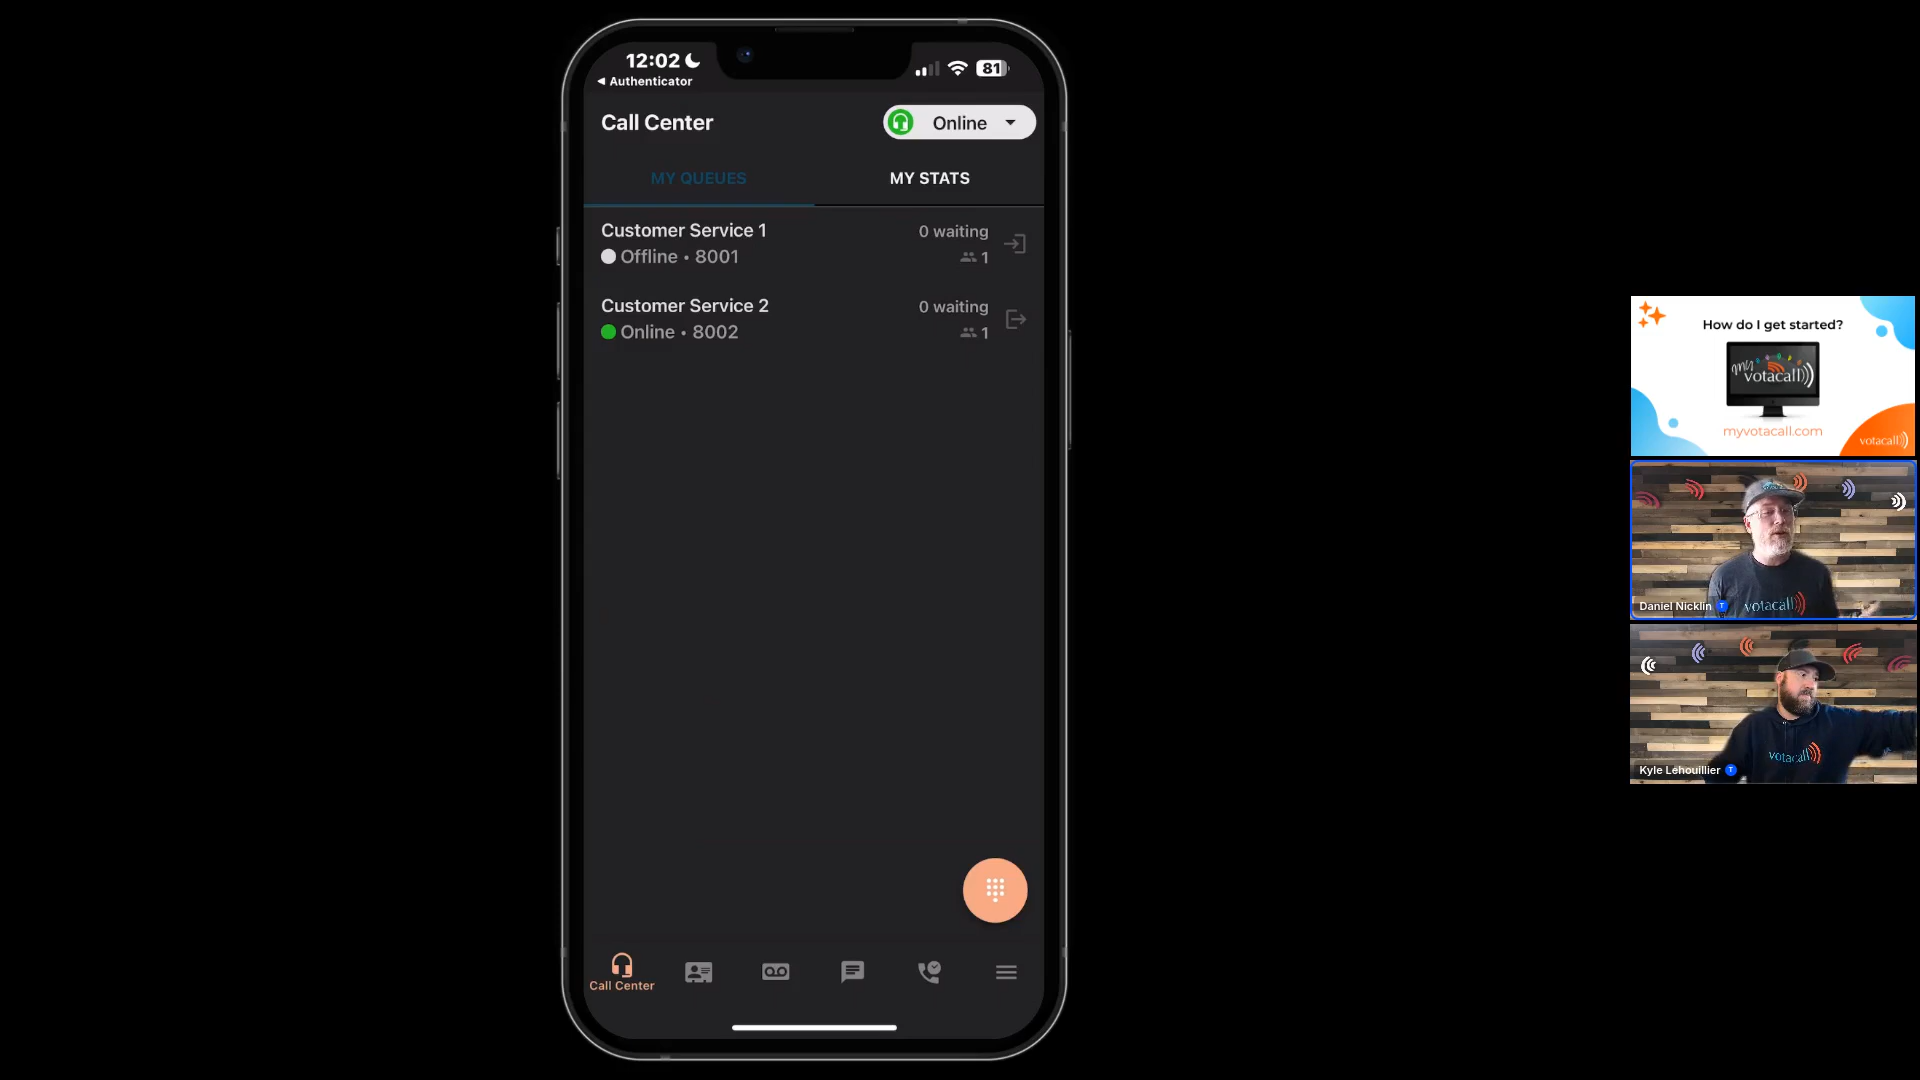 12:02
81
◀ Authenticator
Call Center
Online
MY QUEUES
MY STATS
Customer Service 1
0 waiting
Offline • 8001
1
Customer Service 2
0 waiting
Online • 8002
1
Call Center
How do I get started?
my
votacall
myvotacall.com
votacall
votacall
Daniel Nicklin
T
votacall
Kyle Lehouillier
T